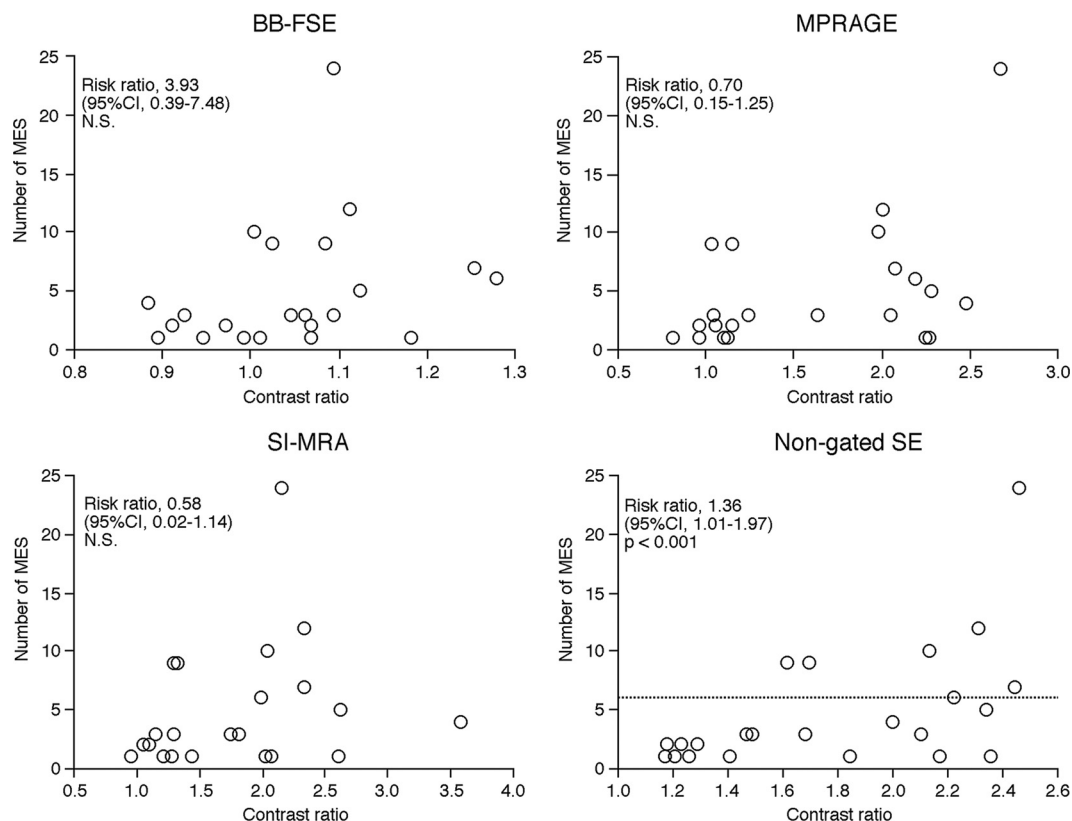 BB-FSE
25
20
15
10
5
0
Number of MES
Risk ratio, 3.93
(95%CI, 0.39-7.48)
N.S.
0.8 0.9 1.0 1.1 1.2 1.3
Contrast ratio
MPRAGE
25
20
15
10
5
0
Number of MES
Risk ratio, 0.70
(95%CI, 0.15-1.25)
N.S.
0.5 1.0 1.5 2.0 2.5 3.0
Contrast ratio
SI-MRA
25
20
15
10
5
0
Number of MES
Risk ratio, 0.58
(95%CI, 0.02-1.14)
N.S.
0.5 1.0 1.5 2.0 2.5 3.0 3.5 4.0
Contrast ratio
Non-gated SE
25
20
15
10
5
0
Number of MES
Risk ratio, 1.36
(95%CI, 1.01-1.97)
p < 0.001
1.0 1.2 1.4 1.6 1.8 2.0 2.2 2.4 2.6
Contrast ratio